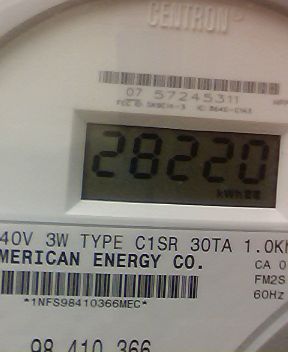 CENTRON
07 57245311
28220
kWh
40V 3W TYPE C1SR 30TA 1.0K
MERICAN ENERGY CO.
CA 0
FM2S
60Hz
*1NFS98410366MEC*
98 410 366